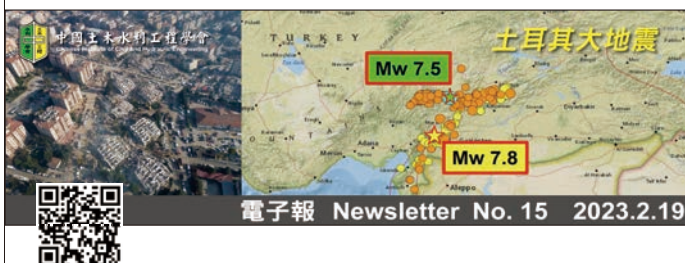 中國土木水利工程學會
Chinese Institute of Civil and Hydraulic Engineering
土耳其大地震
TURKEY
Mw 7.5
Mw 7.8
Adana
Mersin
Aleppo
Diyarbakir
電子報 Newsletter No. 15 2023.2.19